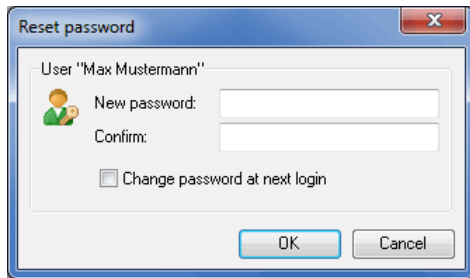 Reset password
User "Max Mustermann"
New password:
Confirm:
Change password at next login
OK
Cancel